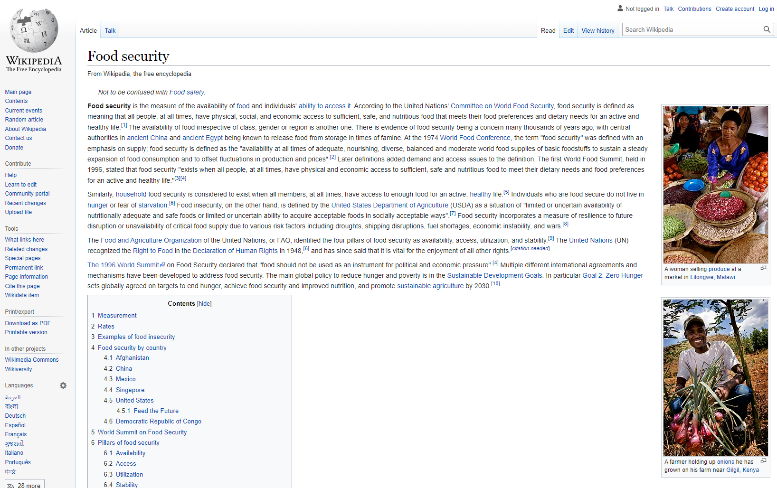 Not logged in Talk Contributions Create account Log in
Article Talk
Read Edit View history
Search Wikipedia
WIKIPEDIA
The Free Encyclopedia
Main page
Contents
Current events
Random article
About Wikipedia
Contact us
Donate
Contribute
Help
Learn to edit
Community portal
Recent changes
Upload file
Tools
What links here
Related changes
Special pages
Permanent link
Page information
Cite this page
Wikidata item
Print/export
Download as PDF
Printable version
In other projects
Wikimedia Commons
Wikiversity
Languages
العربية
বাংলা
Deutsch
Español
Français
ગુજરાતી
Italiano
Português
28 more
Food security
From Wikipedia, the free encyclopedia
Not to be confused with Food safety.
Food security is the measure of the availability of food and individuals' ability to access it. According to the United Nations' Committee on World Food Security, food security is defined as
meaning that all people, at all times, have physical, social, and economic access to sufficient, safe, and nutritious food that meets their food preferences and dietary needs for an active and
healthy life.[1] The availability of food irrespective of class, gender or region is another one. There is evidence of food security being a concern many thousands of years ago, with central
authorities in ancient China and ancient Egypt being known to release food from storage in times of famine. At the 1974 World Food Conference, the term "food security" was defined with an
emphasis on supply; food security is defined as the "availability at all times of adequate, nourishing, diverse, balanced and moderate world food supplies of basic foodstuffs to sustain a steady
expansion of food consumption and to offset fluctuations in production and prices".[2] Later definitions added demand and access issues to the definition. The first World Food Summit, held in
1996, stated that food security "exists when all people, at all times, have physical and economic access to sufficient, safe and nutritious food to meet their dietary needs and food preferences
for an active and healthy life."[3][4]
Similarly, household food security is considered to exist when all members, at all times, have access to enough food for an active, healthy life.[5] Individuals who are food secure do not live in
hunger or fear of starvation.[6] Food insecurity, on the other hand, is defined by the United States Department of Agriculture (USDA) as a situation of "limited or uncertain availability of
nutritionally adequate and safe foods or limited or uncertain ability to acquire acceptable foods in socially acceptable ways".[7] Food security incorporates a measure of resilience to future
disruption or unavailability of critical food supply due to various risk factors including droughts, shipping disruptions, fuel shortages, economic instability, and wars.[8]
The Food and Agriculture Organization of the United Nations, or FAO, identified the four pillars of food security as availability, access, utilization, and stability.[9] The United Nations (UN)
recognized the Right to Food in the Declaration of Human Rights in 1948,[6] and has since said that it is vital for the enjoyment of all other rights.[citation needed]
The 1996 World Summit on Food Security declared that "food should not be used as an instrument for political and economic pressure".[4] Multiple different international agreements and
mechanisms have been developed to address food security. The main global policy to reduce hunger and poverty is in the Sustainable Development Goals. In particular Goal 2: Zero Hunger
sets globally agreed on targets to end hunger, achieve food security and improved nutrition, and promote sustainable agriculture by 2030.[10]
Contents [hide]
1 Measurement
2 Rates
3 Examples of food insecurity
4 Food security by country
4.1 Afghanistan
4.2 China
4.3 Mexico
4.4 Singapore
4.5 United States
4.5.1 Feed the Future
4.6 Democratic Republic of Congo
5 World Summit on Food Security
6 Pillars of food security
6.1 Availability
6.2 Access
6.3 Utilization
6.4 Stability
A woman selling produce at a
market in Lilongwe, Malawi
A farmer holding up onions he has
grown on his farm near Gilgil, Kenya